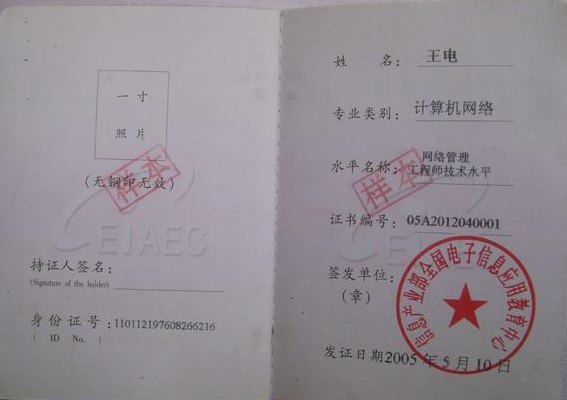 一寸
照片
样本
(无钢印无效)
CEIAEC
持证人签名:
(Signature of the holder)
身份证号:110112197608266216
( ID No. )
姓 名: 王电
专业类别: 计算机网络
水平名称: 网络管理
工程师技术水平
样本
证书编号: 05A2012040001
CEIAEC
签发单位:
(章)
信息产业部全国电子信息应用教育中心
发证日期2005年5月10日